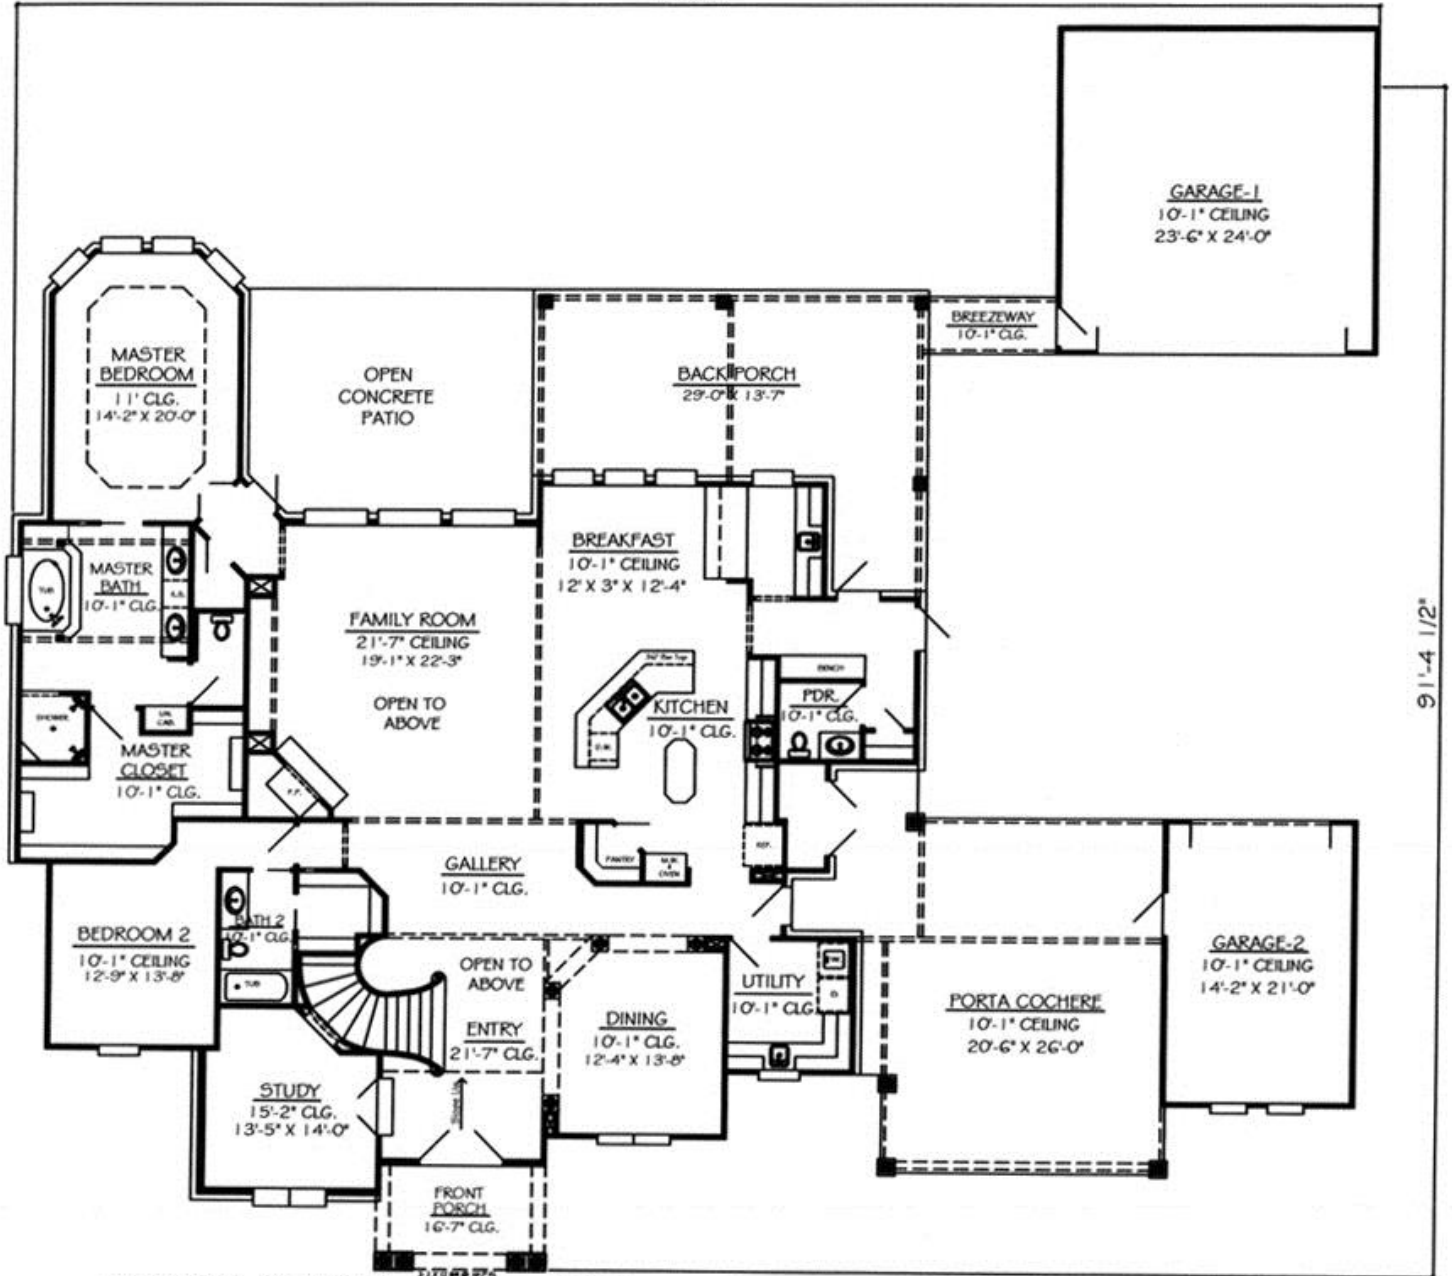 GARAGE-1
10'-1" CEILING
23'-6" X 24'-0"
BREEZEWAY
10'-1" CLG.
MASTER
BEDROOM
11' CLG.
14'-2" X 20'-0"
OPEN
CONCRETE
PATIO
BACK PORCH
29'-0" X 13'-7"
BREAKFAST
10'-1" CEILING
12' X 3" X 12'-4"
MASTER
BATH
10'-1" CLG.
TUB
FAMILY ROOM
21'-7" CEILING
19'-1" X 22'-3"
OPEN TO
ABOVE
91'-4 1/2"
BENCH
PDR.
10'-1" CLG.
KITCHEN
10'-1" CLG.
D.W.
SHOWER
LIN.
CAB.
MASTER
CLOSET
10'-1" CLG.
F.P.
REF.
PANTRY
OVEN
GALLERY
10'-1" CLG.
BATH 2
10'-1" CLG.
TUB
BEDROOM 2
10'-1" CEILING
12'-9" X 13'-8"
OPEN TO
ABOVE
ENTRY
21'-7" CLG.
DINING
10'-1" CLG.
12'-4" X 13'-8"
UTILITY
10'-1" CLG.
D
PORTA COCHERE
10'-1" CEILING
20'-6" X 26'-0"
GARAGE-2
10'-1" CEILING
14'-2" X 21'-0"
STUDY
15'-2" CLG.
13'-5" X 14'-0"
FRONT
PORCH
16'-7" CLG.